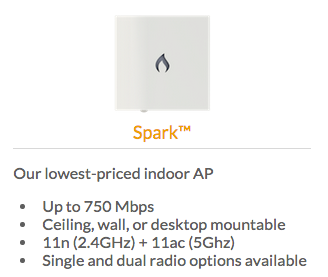 Spark™
Our lowest-priced indoor AP
• Up to 750 Mbps
• Ceiling, wall, or desktop mountable
• 11n (2.4GHz) + 11ac (5Ghz)
• Single and dual radio options available